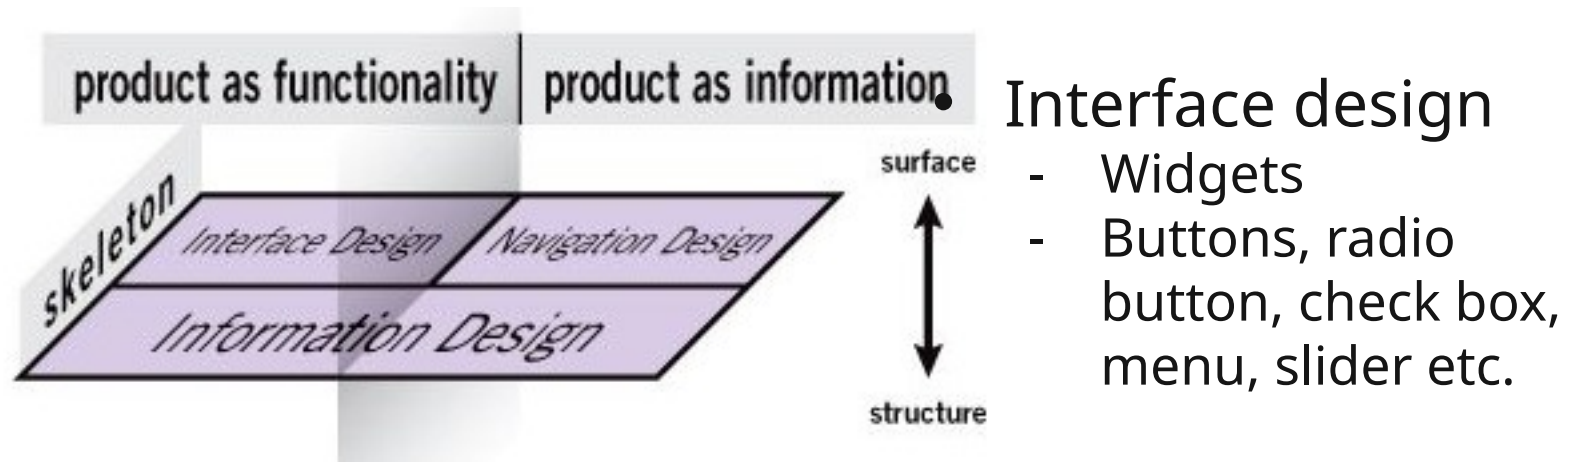 product as functionality
product as information
skeleton
surface
Interface Design
Navigation Design
Information Design
structure
• Interface design
- Widgets
- Buttons, radio
button, check box,
menu, slider etc.